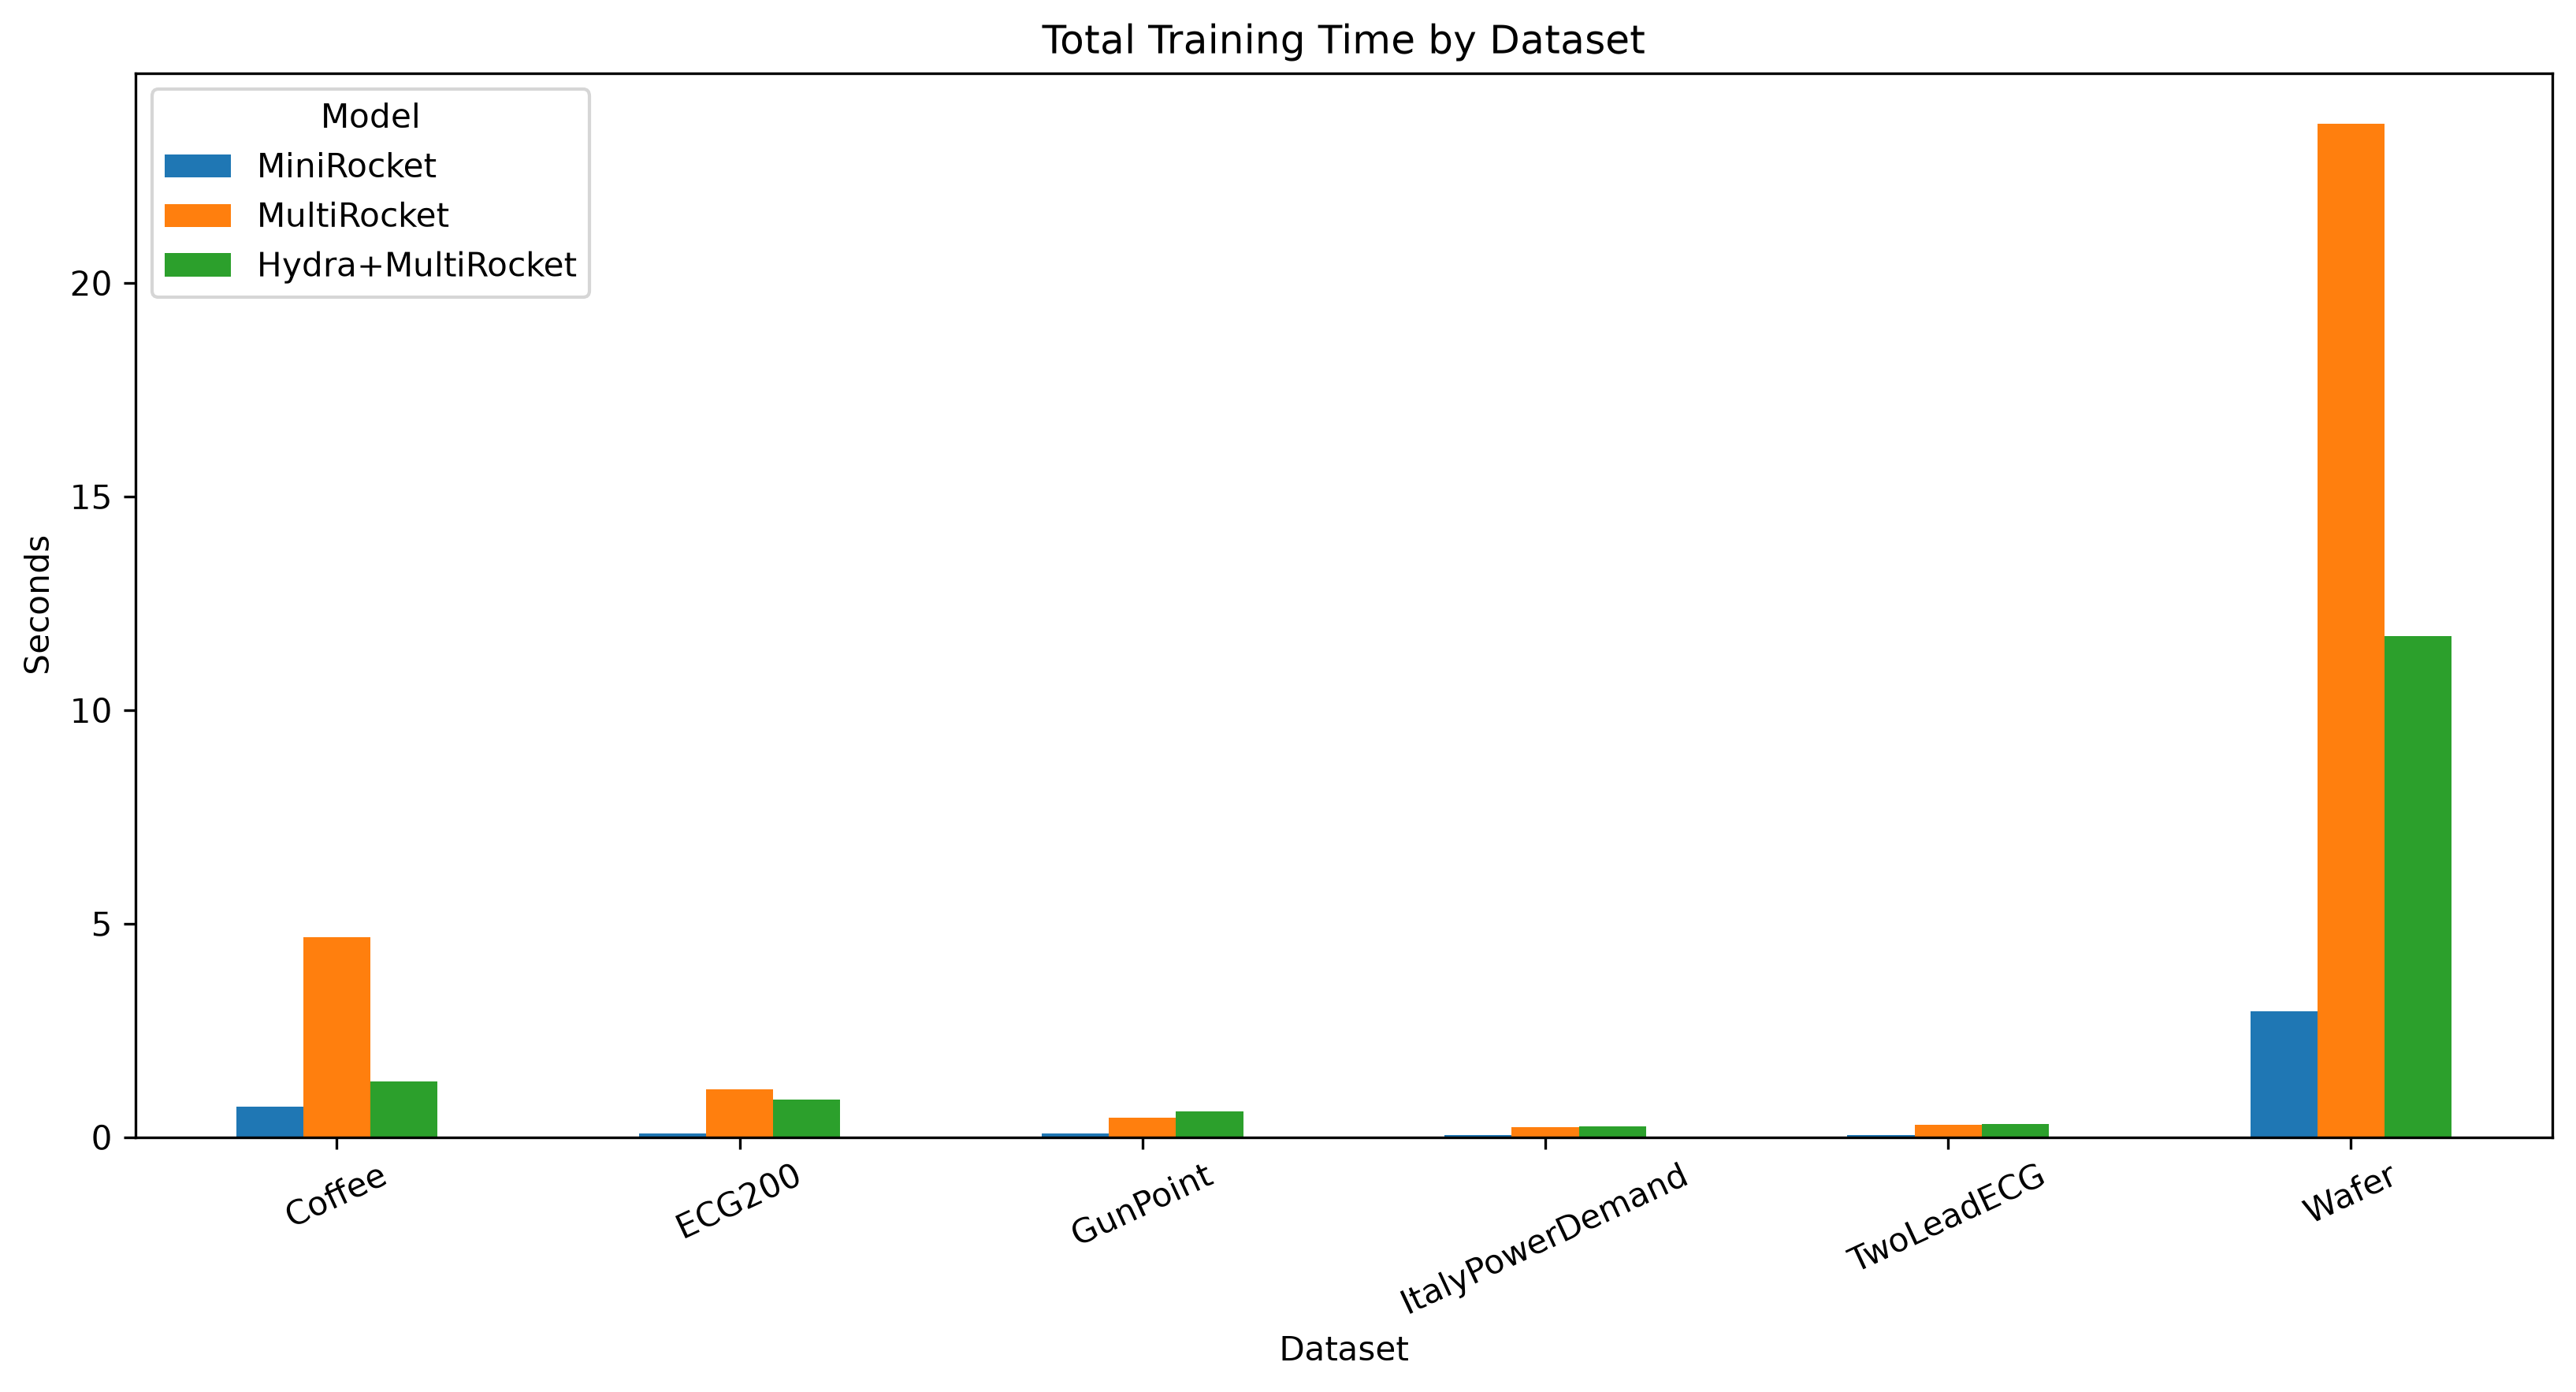 Total Training Time by Dataset
Model
MiniRocket
MultiRocket
Hydra+MultiRocket
Seconds
20
15
10
5
0
Coffee
ECG200
GunPoint
ItalyPowerDemand
TwoLeadECG
Wafer
Dataset